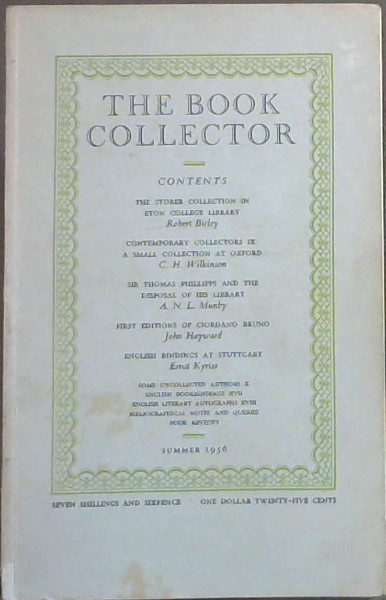 THE BOOK
COLLECTOR
CONTENTS
THE STORER COLLECTION IN
ETON COLLEGE LIBRARY
Robert Birley
CONTEMPORARY COLLECTORS IX
A SMALL COLLECTION AT OXFORD
C. H. Wilkinson
SIR THOMAS PHILLIPPS AND THE
DISPOSAL OF HIS LIBRARY
A. N. L. Munby
FIRST EDITIONS OF GIORDANO BRUNO
John Hayward
ENGLISH BINDINGS AT STUTTGART
Ernst Kyriss
SOME UNCOLLECTED AUTHORS X
ENGLISH BOOKBINDINGS XVII
ENGLISH LITERARY AUTOGRAPHS XVIII
BIBLIOGRAPHICAL NOTES AND QUERIES
BOOK REVIEWS
SUMMER 1956
SEVEN SHILLINGS AND SIXPENCE ONE DOLLAR TWENTY-FIVE CENTS